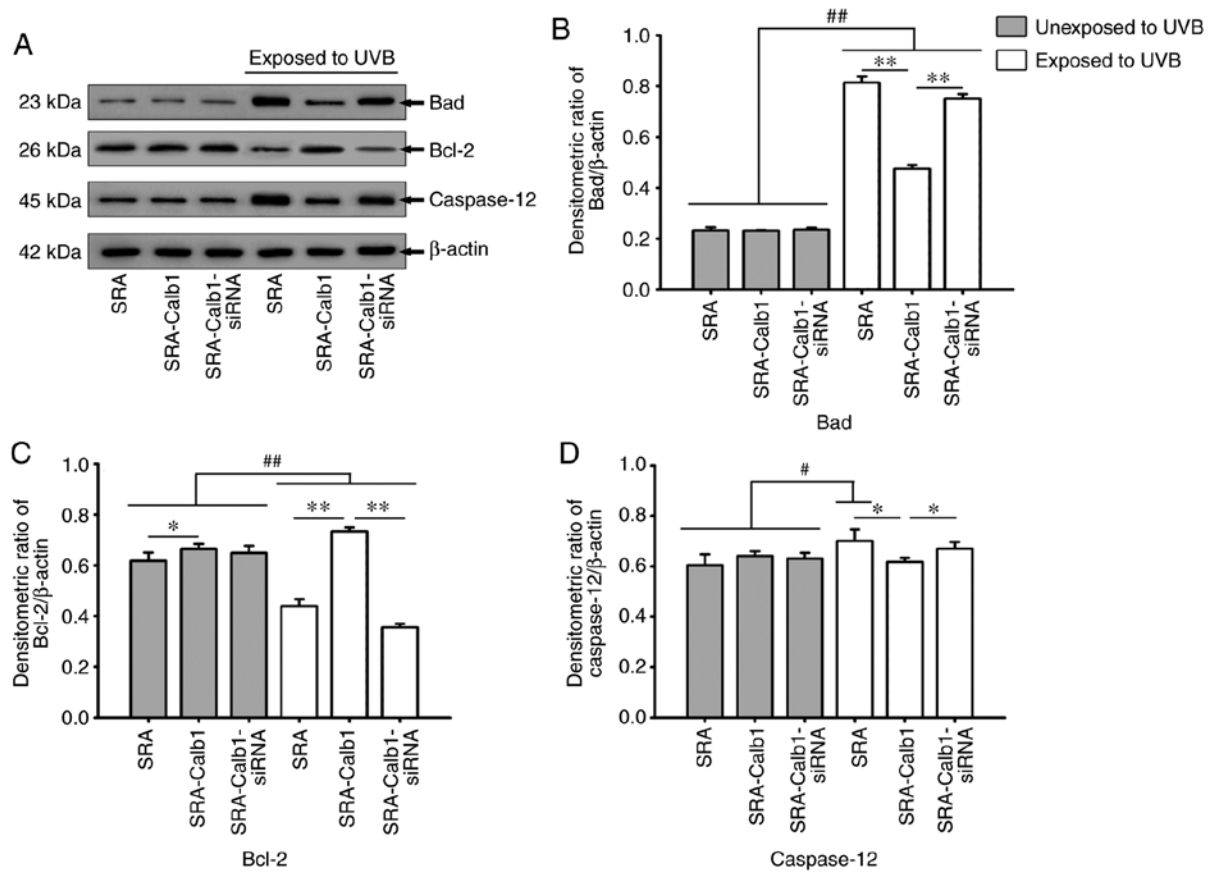 A
Exposed to UVB
23 kDa
Bad
26 kDa
Bcl-2
45 kDa
Caspase-12
42 kDa
β-actin
SRA
SRA-Calb1
SRA-Calb1-
siRNA
SRA
SRA-Calb1
SRA-Calb1-
siRNA
B
Unexposed to UVB
Exposed to UVB
Densitometric ratio of
Bad/β-actin
1.0
0.8
0.6
0.4
0.2
0.0
##
**
**
SRA
SRA-Calb1
SRA-Calb1-
siRNA
SRA
SRA-Calb1
SRA-Calb1-
siRNA
Bad
C
Densitometric ratio of
Bcl-2/β-actin
1.0
0.8
0.6
0.4
0.2
0.0
##
*
**
**
SRA
SRA-Calb1
SRA-Calb1-
siRNA
SRA
SRA-Calb1
SRA-Calb1-
siRNA
Bcl-2
D
Densitometric ratio of
caspase-12/β-actin
1.0
0.8
0.6
0.4
0.2
0.0
#
*
*
SRA
SRA-Calb1
SRA-Calb1-
siRNA
SRA
SRA-Calb1
SRA-Calb1-
siRNA
Caspase-12